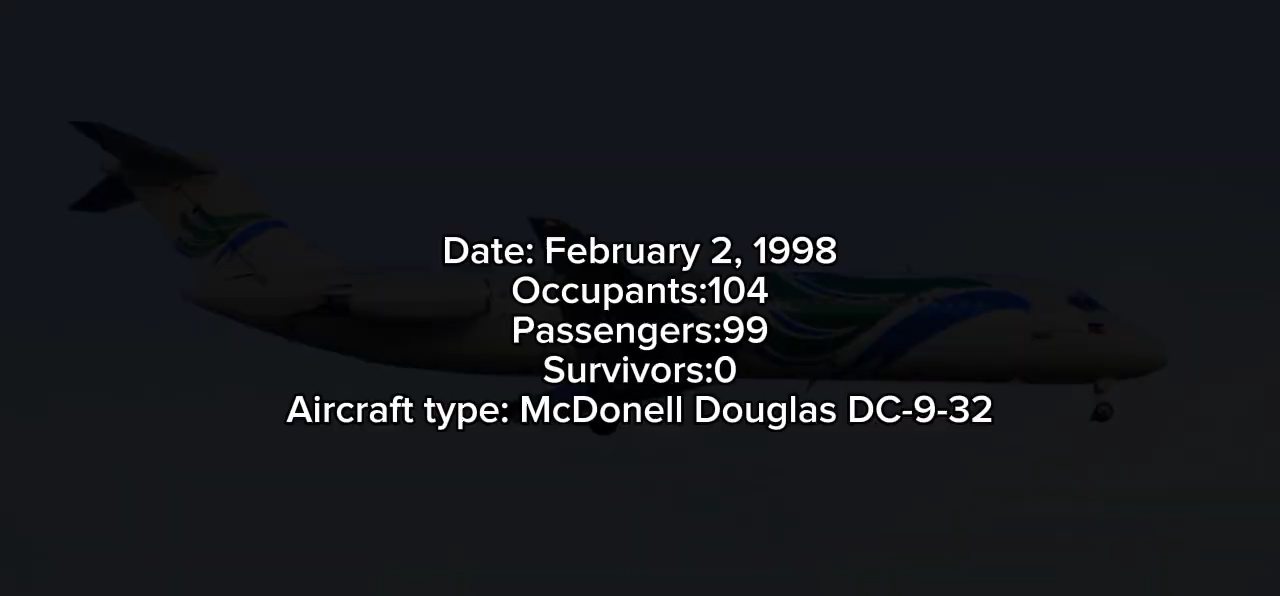 Date: February 2, 1998
Occupants:104
Passengers:99
Survivors:0
Aircraft type: McDonell Douglas DC-9-32